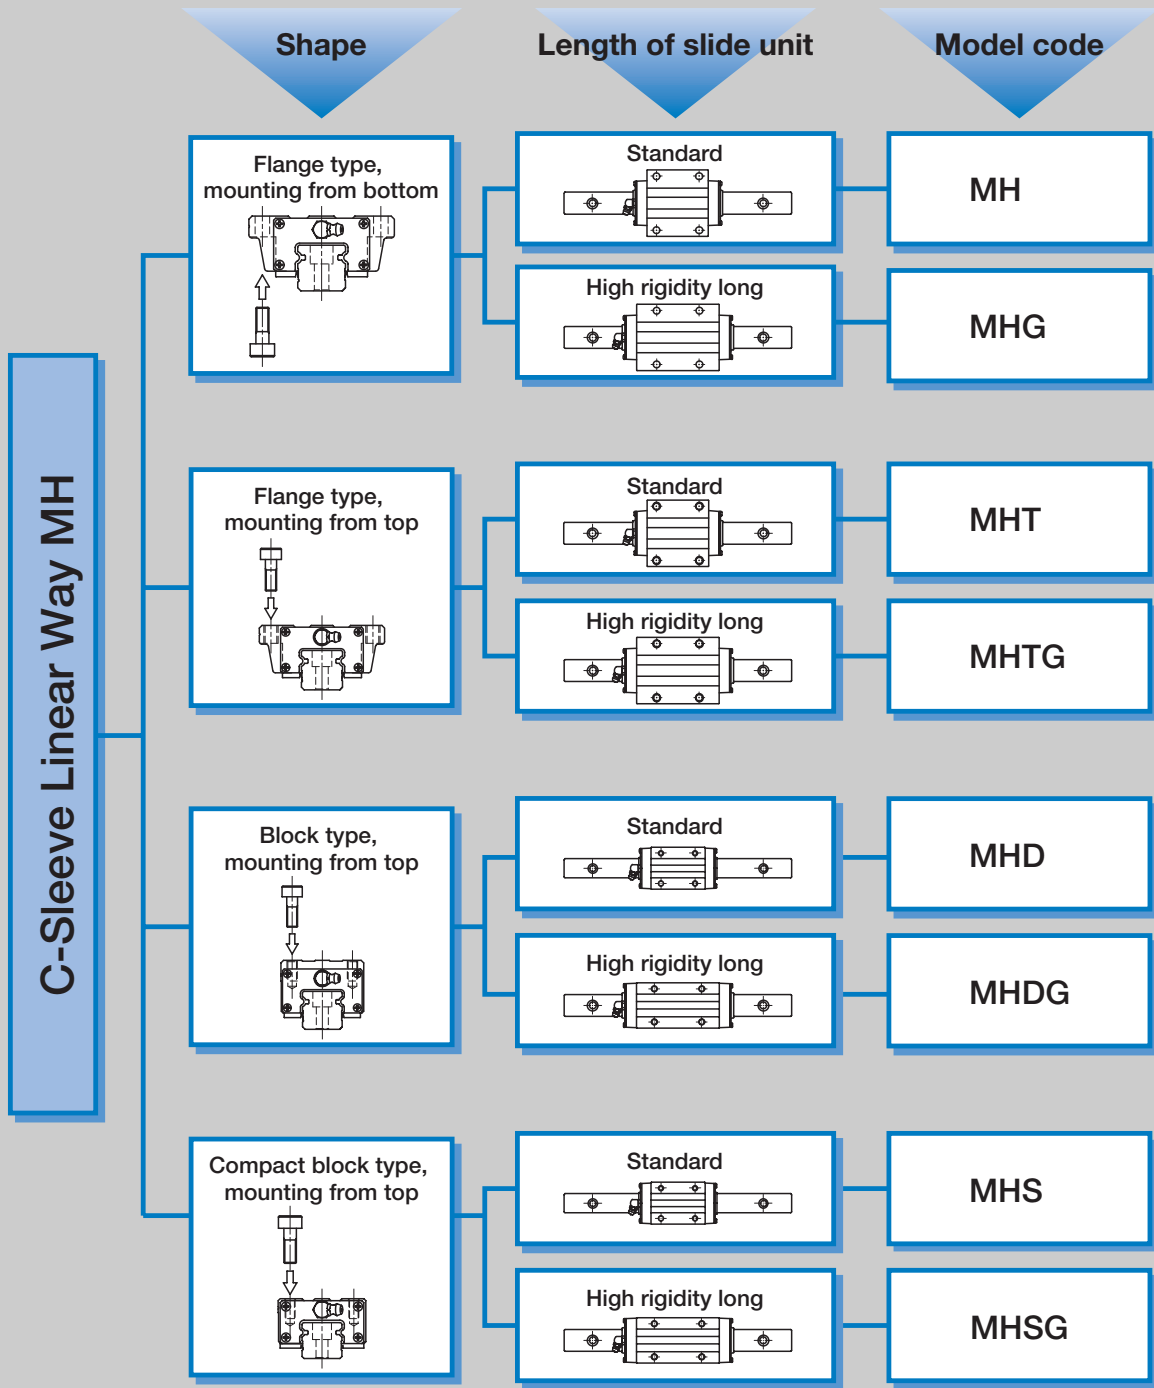 Shape
Length of slide unit
Model code
C-Sleeve Linear Way MH
Flange type,
mounting from bottom
Standard
MH
High rigidity long
MHG
Flange type,
mounting from top
Standard
MHT
High rigidity long
MHTG
Block type,
mounting from top
Standard
MHD
High rigidity long
MHDG
Compact block type,
mounting from top
Standard
MHS
High rigidity long
MHSG